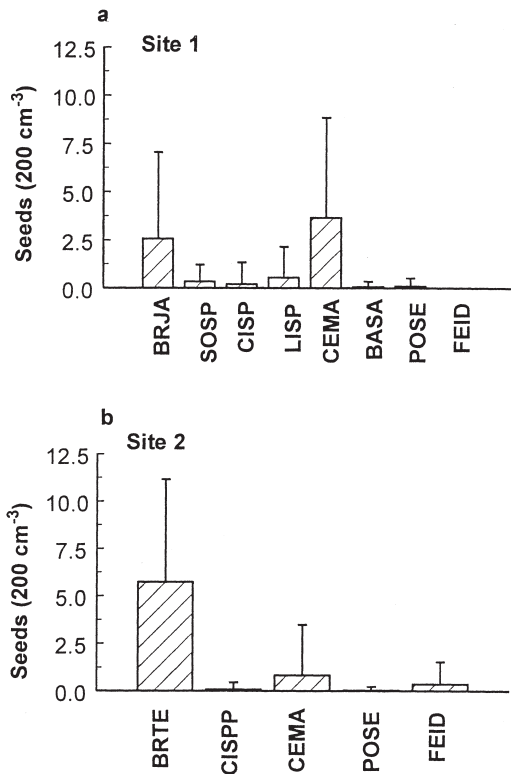 a
Site 1
12.5
10.0
7.5
5.0
2.5
0.0
Seeds (200 cm⁻³)
BRJA
SOSP
CISP
LISP
CEMA
BASA
POSE
FEID
b
Site 2
12.5
10.0
7.5
5.0
2.5
0.0
Seeds (200 cm⁻³)
BRTE
CISPP
CEMA
POSE
FEID